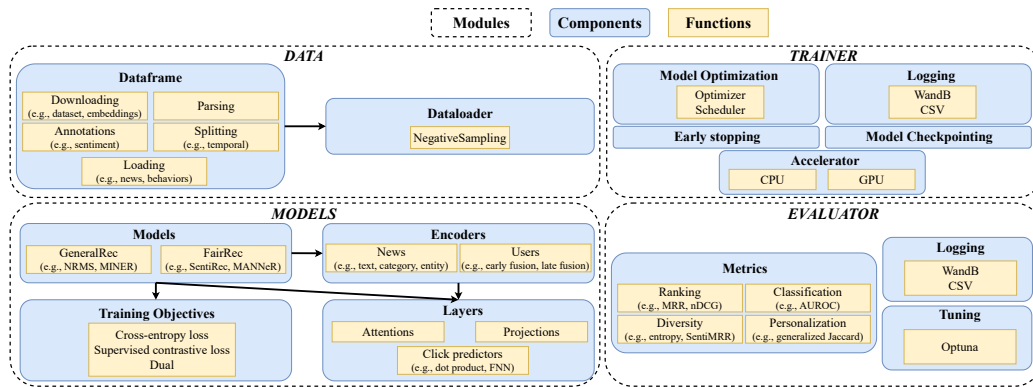 Modules
Components
Functions
DATA
Dataframe
Downloading
(e.g., dataset, embeddings)
Parsing
Annotations
(e.g., sentiment)
Splitting
(e.g., temporal)
Loading
(e.g., news, behaviors)
Dataloader
NegativeSampling
TRAINER
Model Optimization
Optimizer
Scheduler
Logging
WandB
CSV
Early stopping
Model Checkpointing
Accelerator
CPU
GPU
MODELS
Models
GeneralRec
(e.g., NRMS, MINER)
FairRec
(e.g., SentiRec, MANNeR)
Encoders
News
(e.g., text, category, entity)
Users
(e.g., early fusion, late fusion)
Training Objectives
Cross-entropy loss
Supervised contrastive loss
Dual
Layers
Attentions
Projections
Click predictors
(e.g., dot product, FNN)
EVALUATOR
Metrics
Ranking
(e.g., MRR, nDCG)
Classification
(e.g., AUROC)
Diversity
(e.g., entropy, SentiMRR)
Personalization
(e.g., generalized Jaccard)
Logging
WandB
CSV
Tuning
Optuna